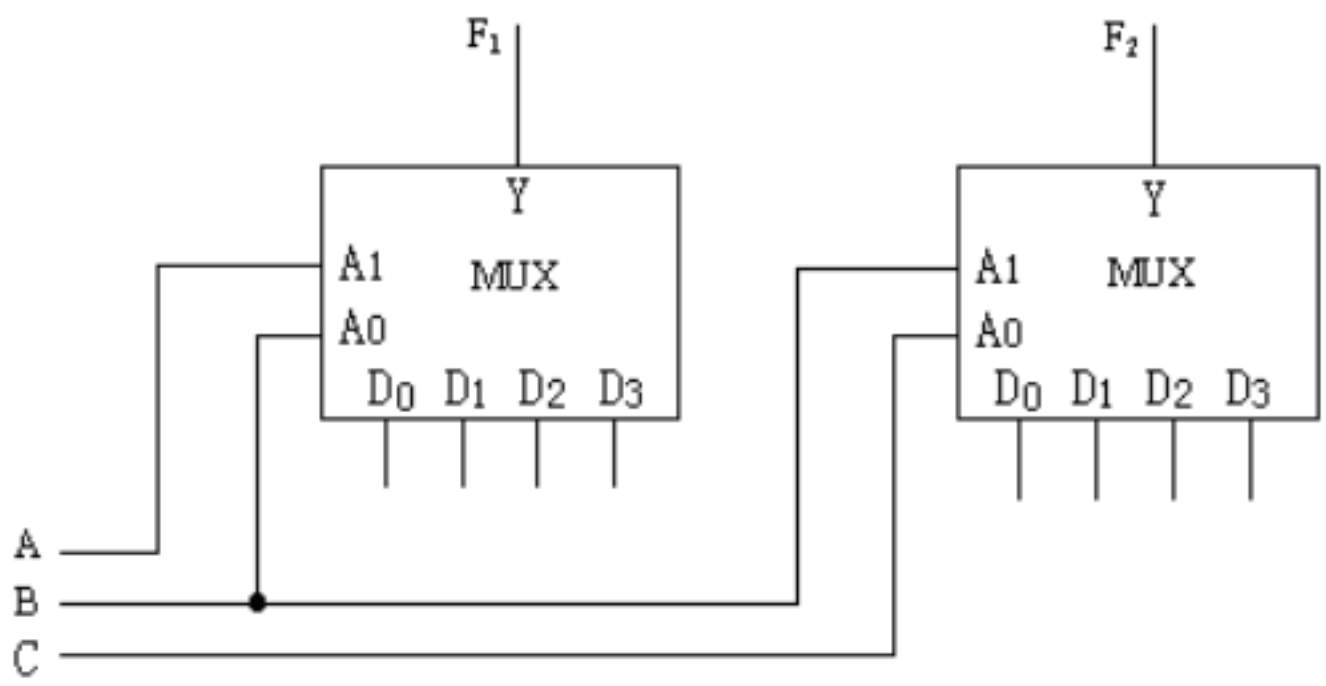 F₁ F₂
Y Y
A1 MUX A1 MUX
A0 A0
D0 D1 D2 D3 D0 D1 D2 D3
A
B
C